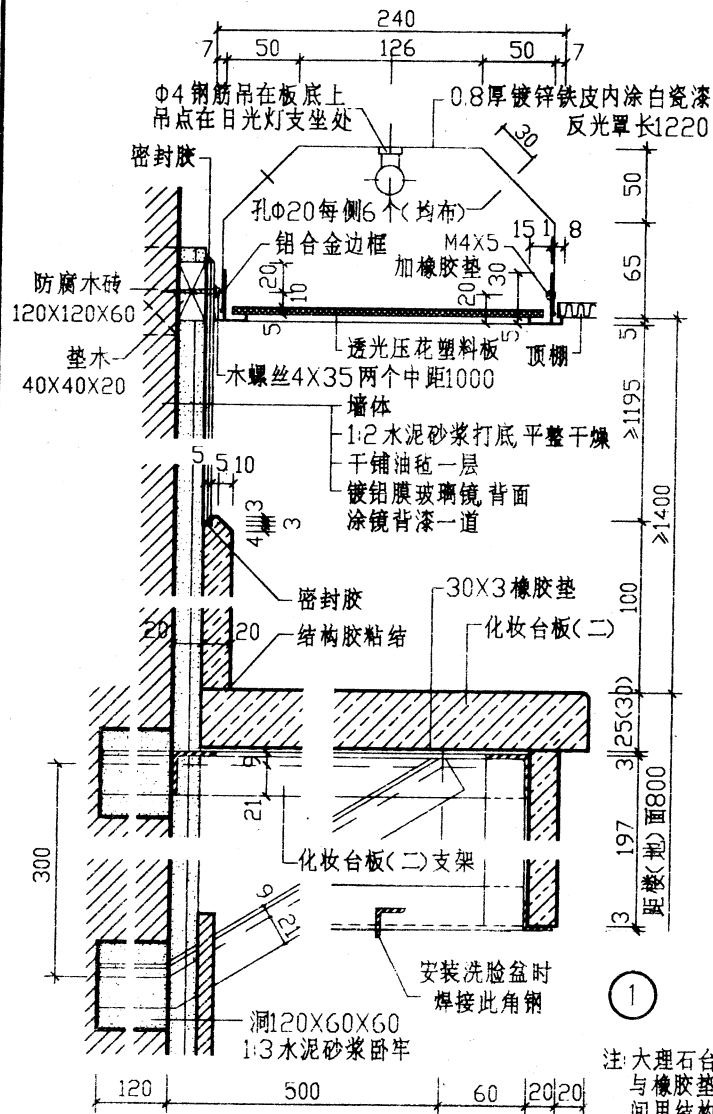 240
7 50 126 50 7
Φ4钢筋吊在板底上
吊点在日光灯支坐处
0.8厚镀锌铁皮内涂白瓷漆
反光罩长1220
密封胶
30
50
孔Φ20每侧6个(均布)
铝合金边框
M4X5
加橡胶垫
15 1 8
65
防腐木砖
120X120X60
20
10
5
20
30
5
5
垫木
40X40X20
透光压花塑料板
顶棚
木螺丝4X35两个中距1000
墙体
1:2水泥砂浆打底,平整干燥
干铺油毡一层
镀铝膜玻璃镜,背面
涂镜背漆一道
≥1195
≥1400
5 5 10
3
4
3
密封胶
30X3橡胶垫
100
20 20
结构胶粘结
化妆台板(二)
25(30)
3
9
21
300
化妆台板(二)支架
197
距楼(地)面800
3
安装洗脸盆时
焊接此角钢
1
洞120X60X60
1:3水泥砂浆卧牢
注:大理石台
与橡胶垫
120 500 60 20 20